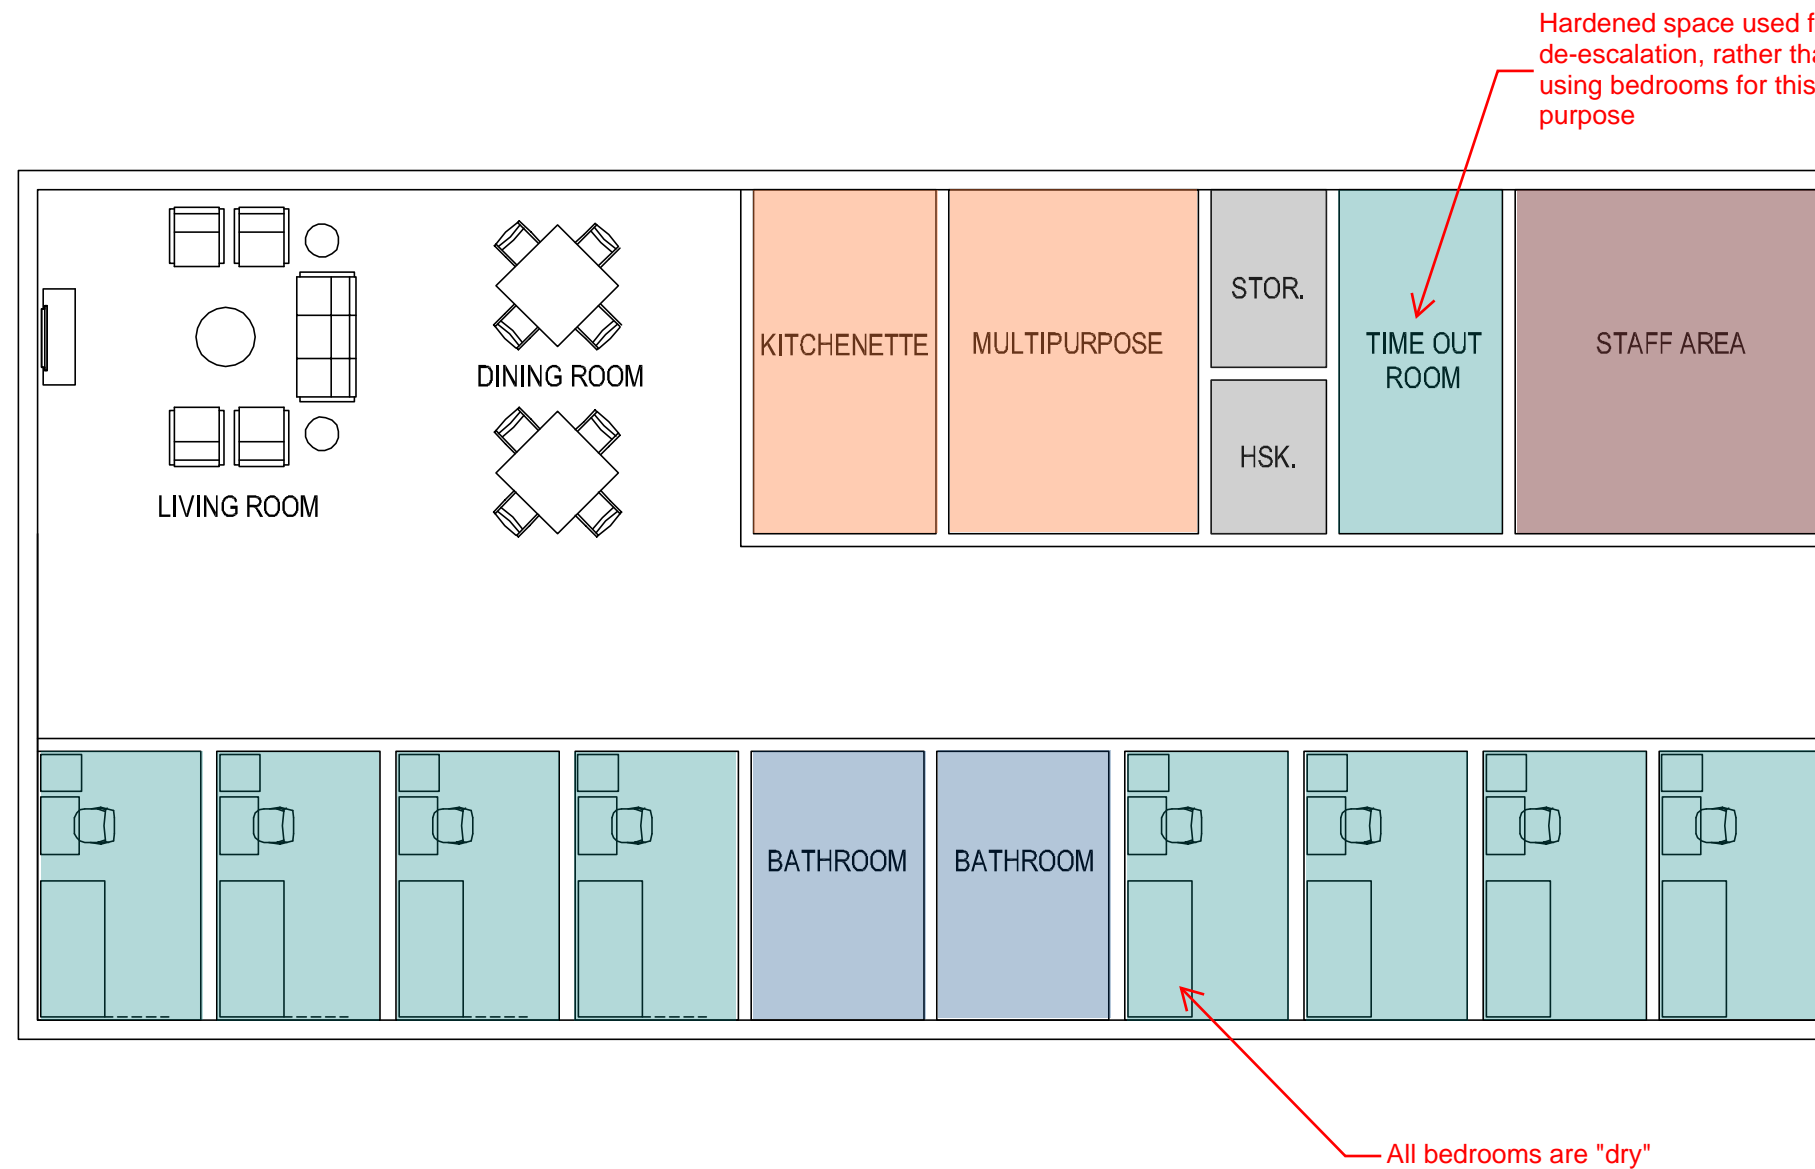 Hardened space used
de-escalation, rather
using bedrooms for this
purpose
STOR.
KITCHENETTE
MULTIPURPOSE
TIME OUT
ROOM
STAFF AREA
DINING ROOM
HSK.
LIVING ROOM
BATHROOM
BATHROOM
All bedrooms are "dry"